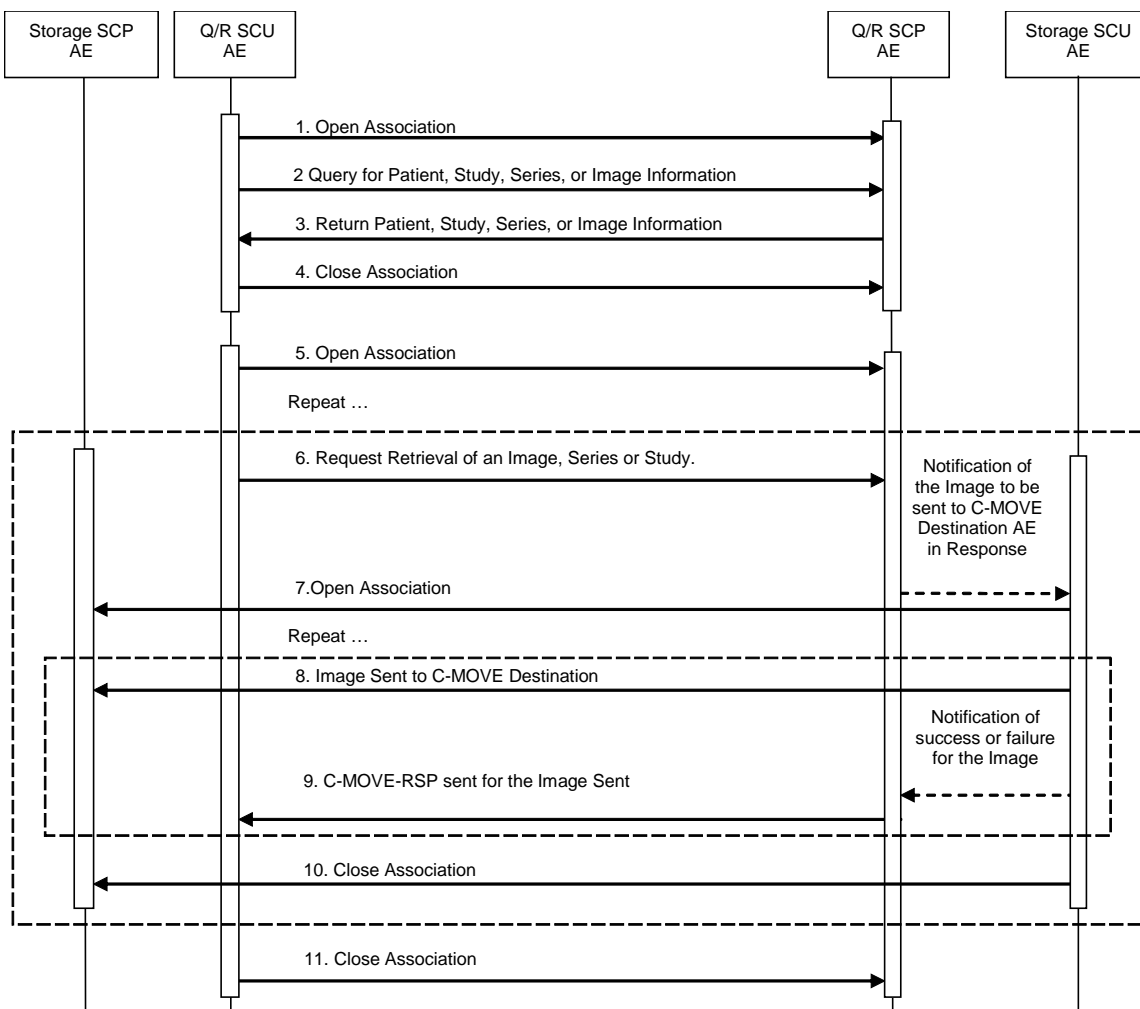 Storage SCP
AE
Q/R SCU
AE
Q/R SCP
AE
Storage SCU
AE
1. Open Association
2 Query for Patient, Study, Series, or Image Information
3. Return Patient, Study, Series, or Image Information
4. Close Association
5. Open Association
Repeat …
6. Request Retrieval of an Image, Series or Study.
Notification of
the Image to be
sent to C-MOVE
Destination AE
in Response
7.Open Association
Repeat …
8. Image Sent to C-MOVE Destination
Notification of
success or failure
for the Image
9. C-MOVE-RSP sent for the Image Sent
10. Close Association
11. Close Association